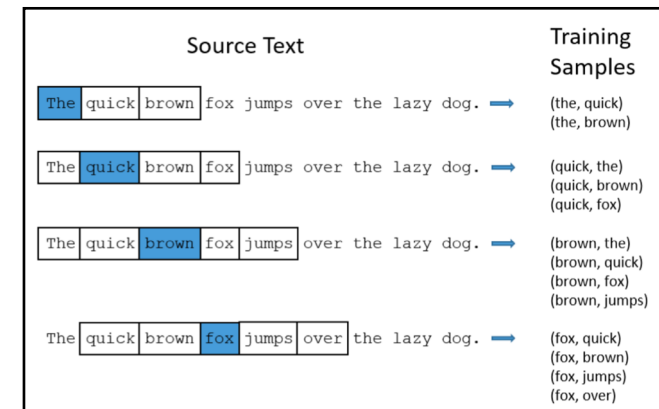 Source Text
Training
Samples
The quick brown fox jumps over the lazy dog.
(the, quick)
(the, brown)
The quick brown fox jumps over the lazy dog.
(quick, the)
(quick, brown)
(quick, fox)
The quick brown fox jumps over the lazy dog.
(brown, the)
(brown, quick)
(brown, fox)
(brown, jumps)
The quick brown fox jumps over the lazy dog.
(fox, quick)
(fox, brown)
(fox, jumps)
(fox, over)